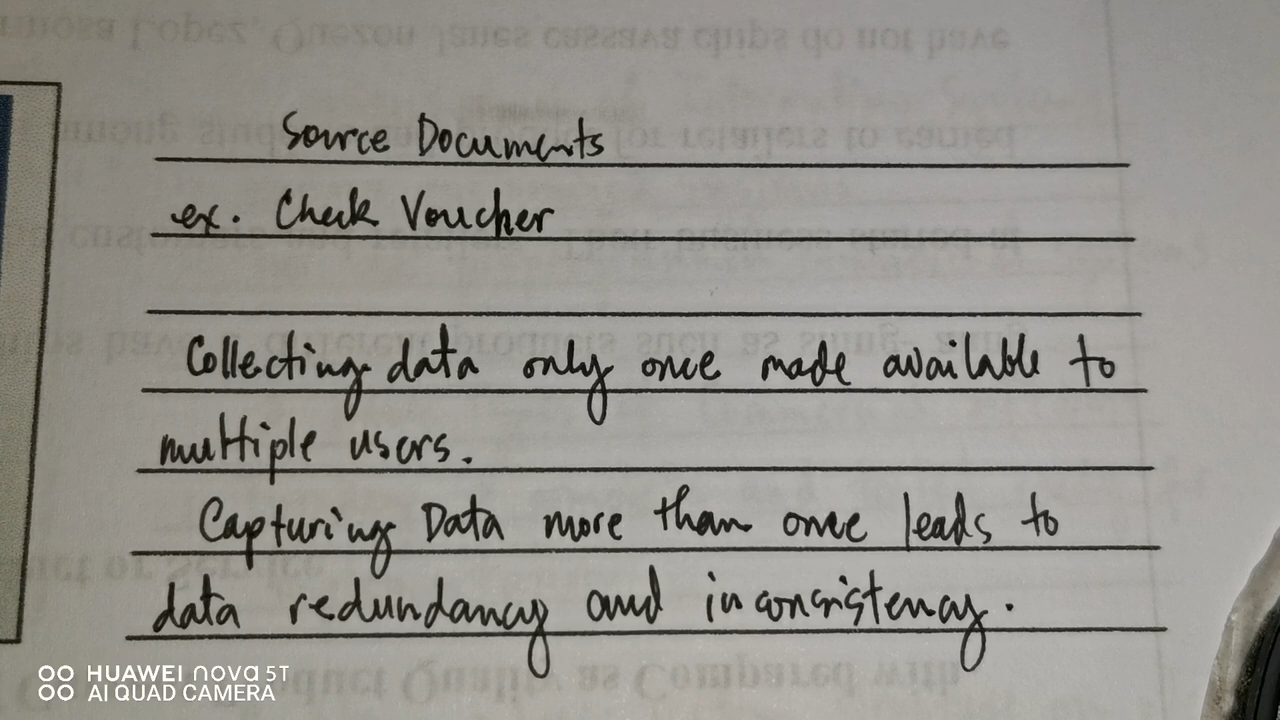 Source Documents
ex. Check Voucher
Collecting data only once made available to
multiple users.
Capturing Data more than once leads to
data redundancy and inconsistency.
HUAWEI nova 5T
AI QUAD CAMERA